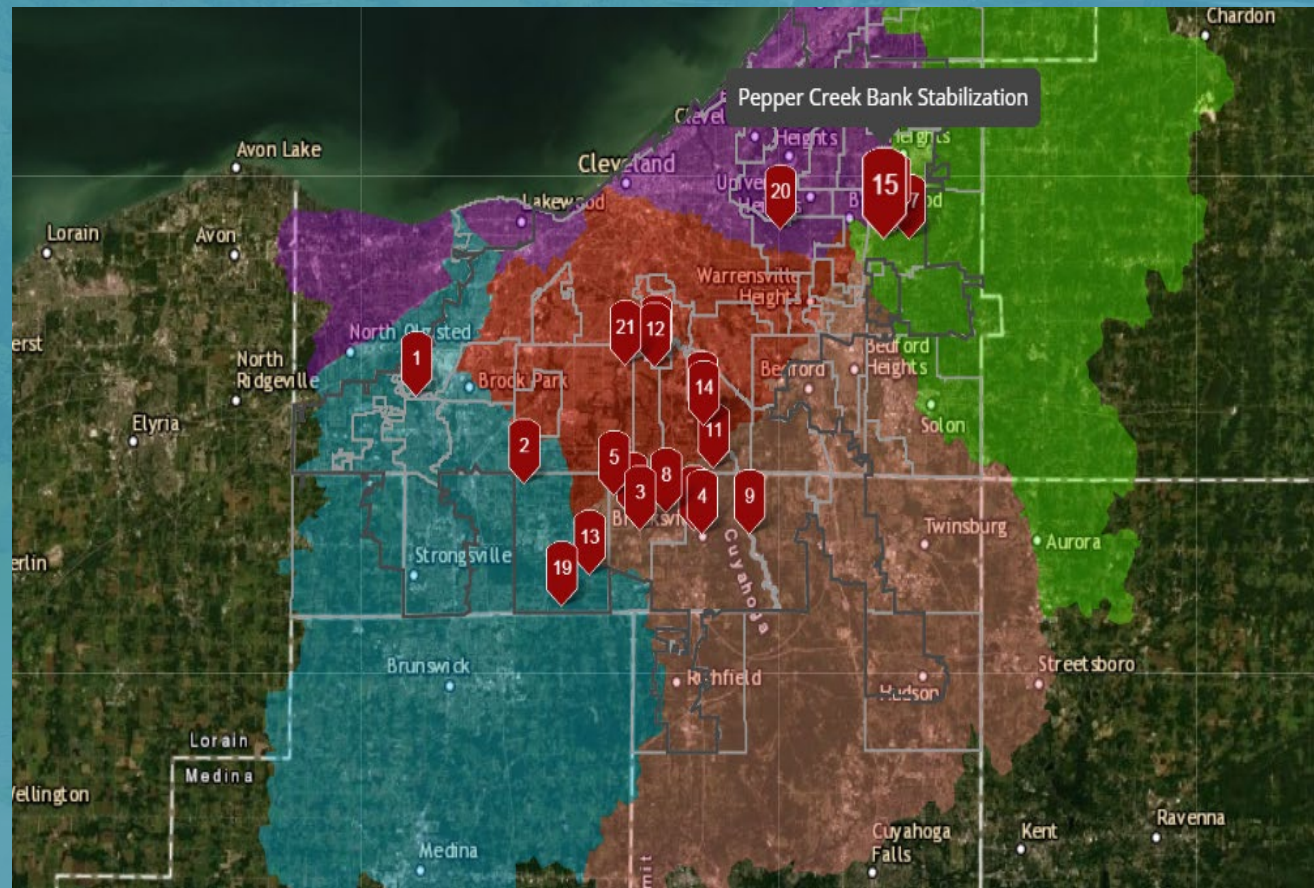 Chardon
Pepper Creek Bank Stabilization
Heights
Avon Lake
Cleveland
20
15
7
Lakewood
Lorain
Avon
Warrensville
Heights
21
12
North Olmsted
1
North
Ridgeville
Brook Park
Bedford
Bedford
Heights
14
Elyria
11
Solon
2
5
8
3
4
9
Twinsburg
Aurora
13
Strongsville
19
Cuyahoga
Brunswick
Richfield
Streetsboro
Hudson
Lorain
Medina
Medina
Cuyahoga
Falls
Kent
Ravenna